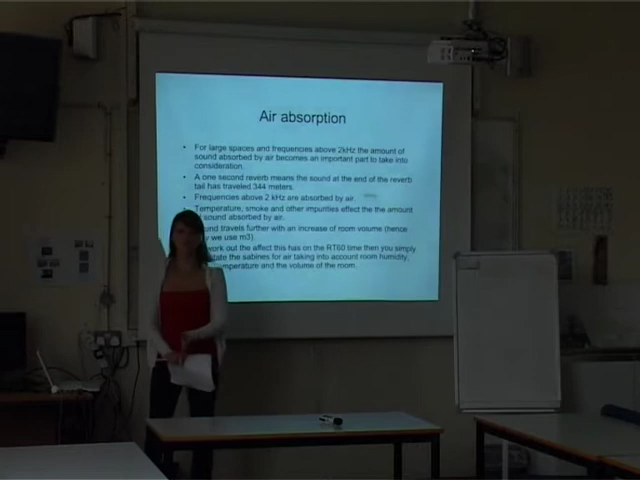 Air absorption
• For large spaces and frequencies above 2kHz the amount of
sound absorbed by air becomes an important part to take into
consideration.
• A one second reverb means the sound at the end of the reverb
tail has traveled 344 meters.
• Frequencies above 2 kHz are absorbed by air.
• Temperature, smoke and other impurities effect the the amount
of sound absorbed by air.
und travels further with an increase of room volume (hence
we use m3).
work out the affect this has on the RT60 time then you simply
the sabines for air taking into account room humidity,
mperature and the volume of the room.